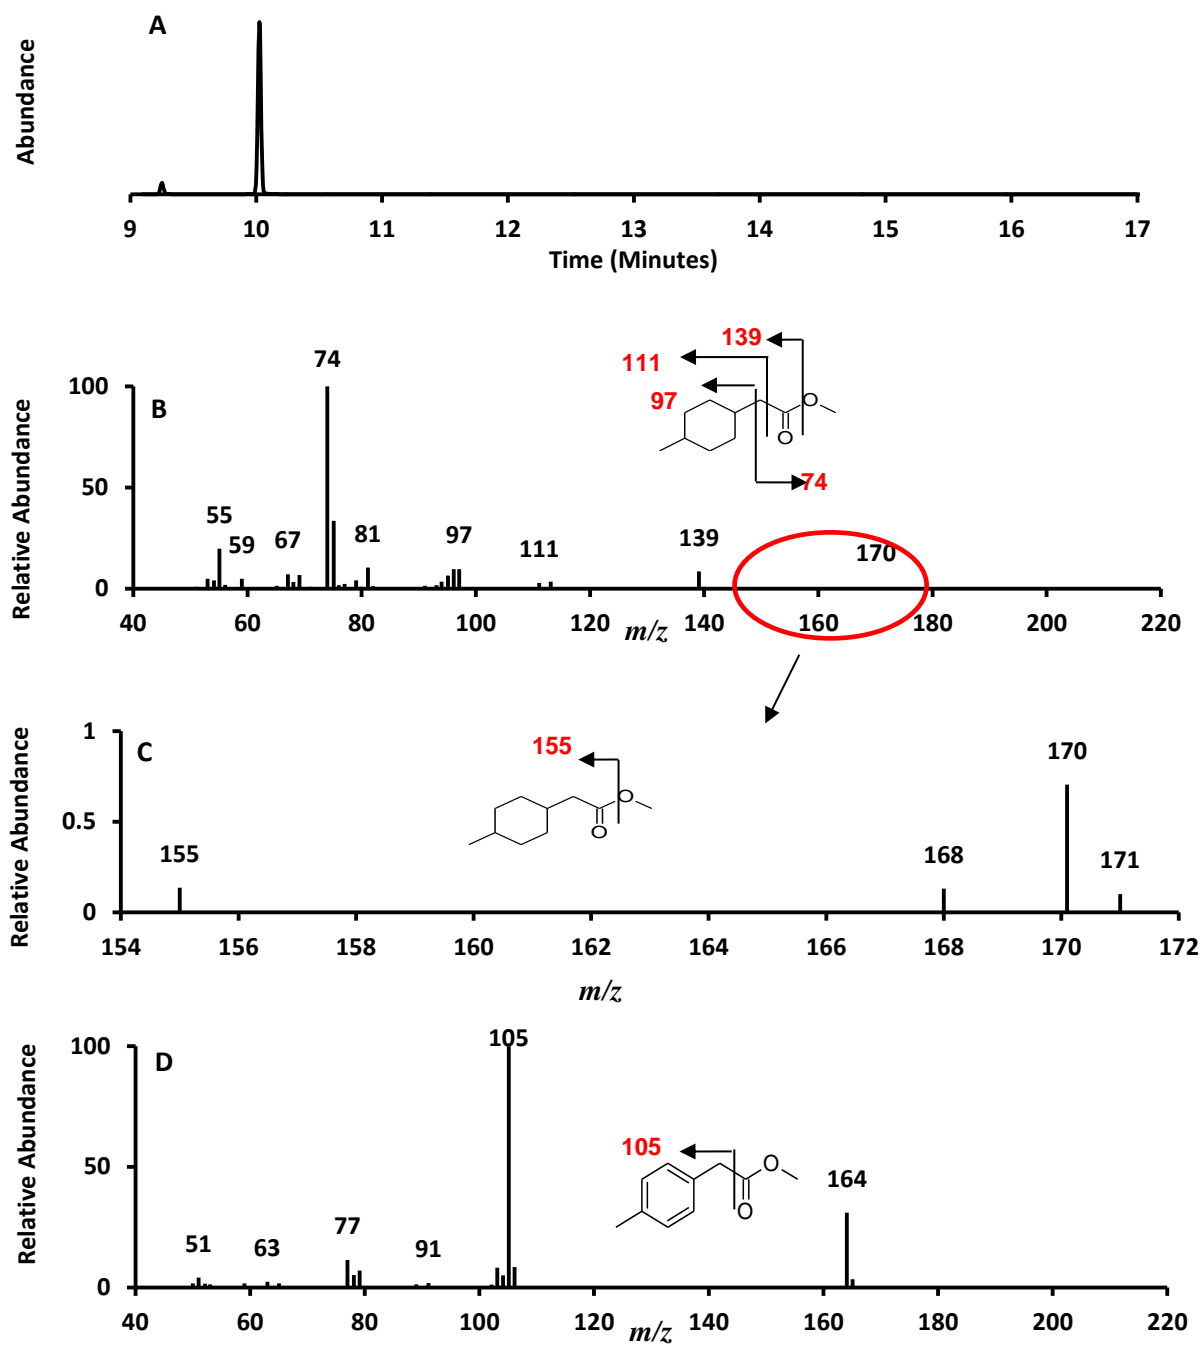 A
Abundance
9 10 11 12 13 14 15 16 17
Time (Minutes)
B
Relative Abundance
100
50
0
74
55
59
67
81
97
111
139
170
139
111
97
74
O
O
40 60 80 100 120 140 160 180 200 220
m/z
C
Relative Abundance
1
0.5
0
155
155
168
170
171
O
O
154 156 158 160 162 164 166 168 170 172
m/z
D
Relative Abundance
100
50
0
105
51
63
77
91
164
105
O
O
40 60 80 100 120 140 160 180 200 220
m/z